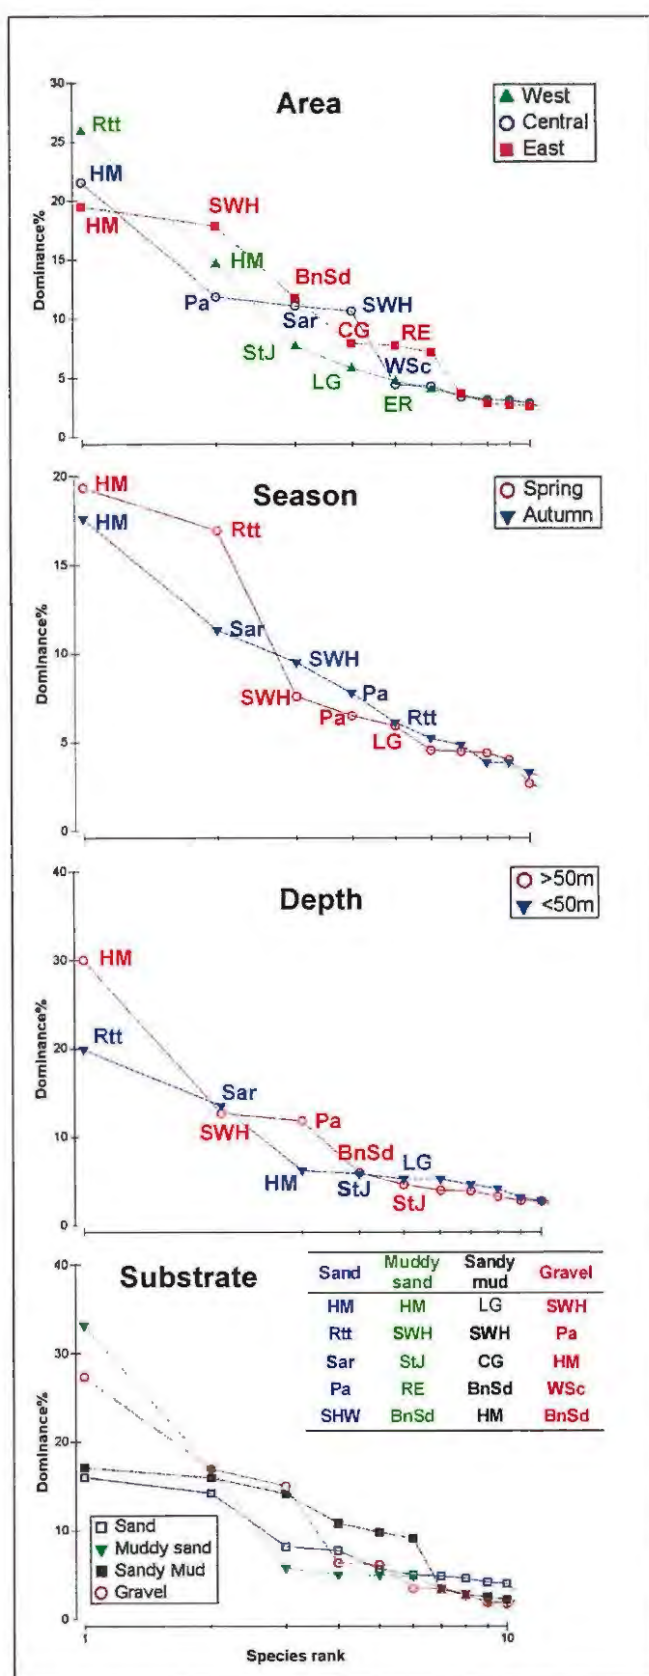 Area
West
Central
East
30
25
20
15
10
5
0
Dominance%
Rtt
HM
HM
SWH
HM
Pa
BnSd
Sar
SWH
StJ
CG
RE
LG
WSc
ER
Season
Spring
Autumn
20
15
10
5
0
Dominance%
HM
HM
Rtt
Sar
SWH
SWH
Pa
Pa
Rtt
LG
Depth
>50m
<50m
40
30
20
10
0
Dominance%
HM
Rtt
Sar
SWH
Pa
HM
BnSd
StJ
LG
StJ
Substrate
40
30
20
10
0
Dominance%
Sand Muddy sand Sandy mud Gravel
HM HM LG SWH
Rtt SWH SWH Pa
Sar StJ CG HM
Pa RE BnSd WSc
SHW BnSd HM BnSd
Sand
Muddy sand
Sandy Mud
Gravel
1 10
Species rank